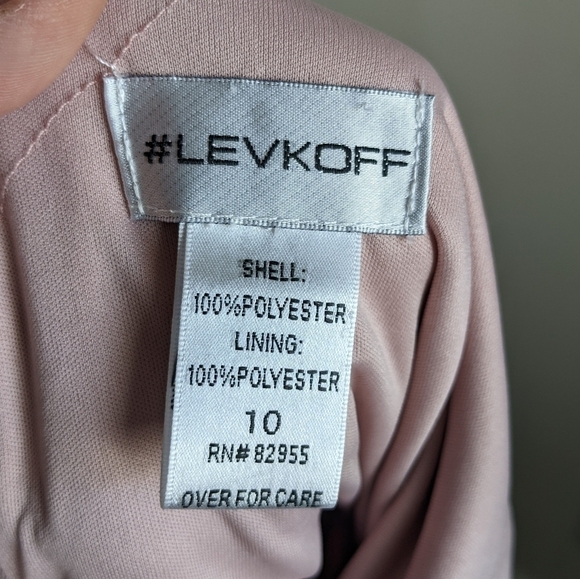 #LEVKOFF
SHELL:
100%POLYESTER
LINING:
100%POLYESTER
10
RN# 82955
OVER FOR CARE